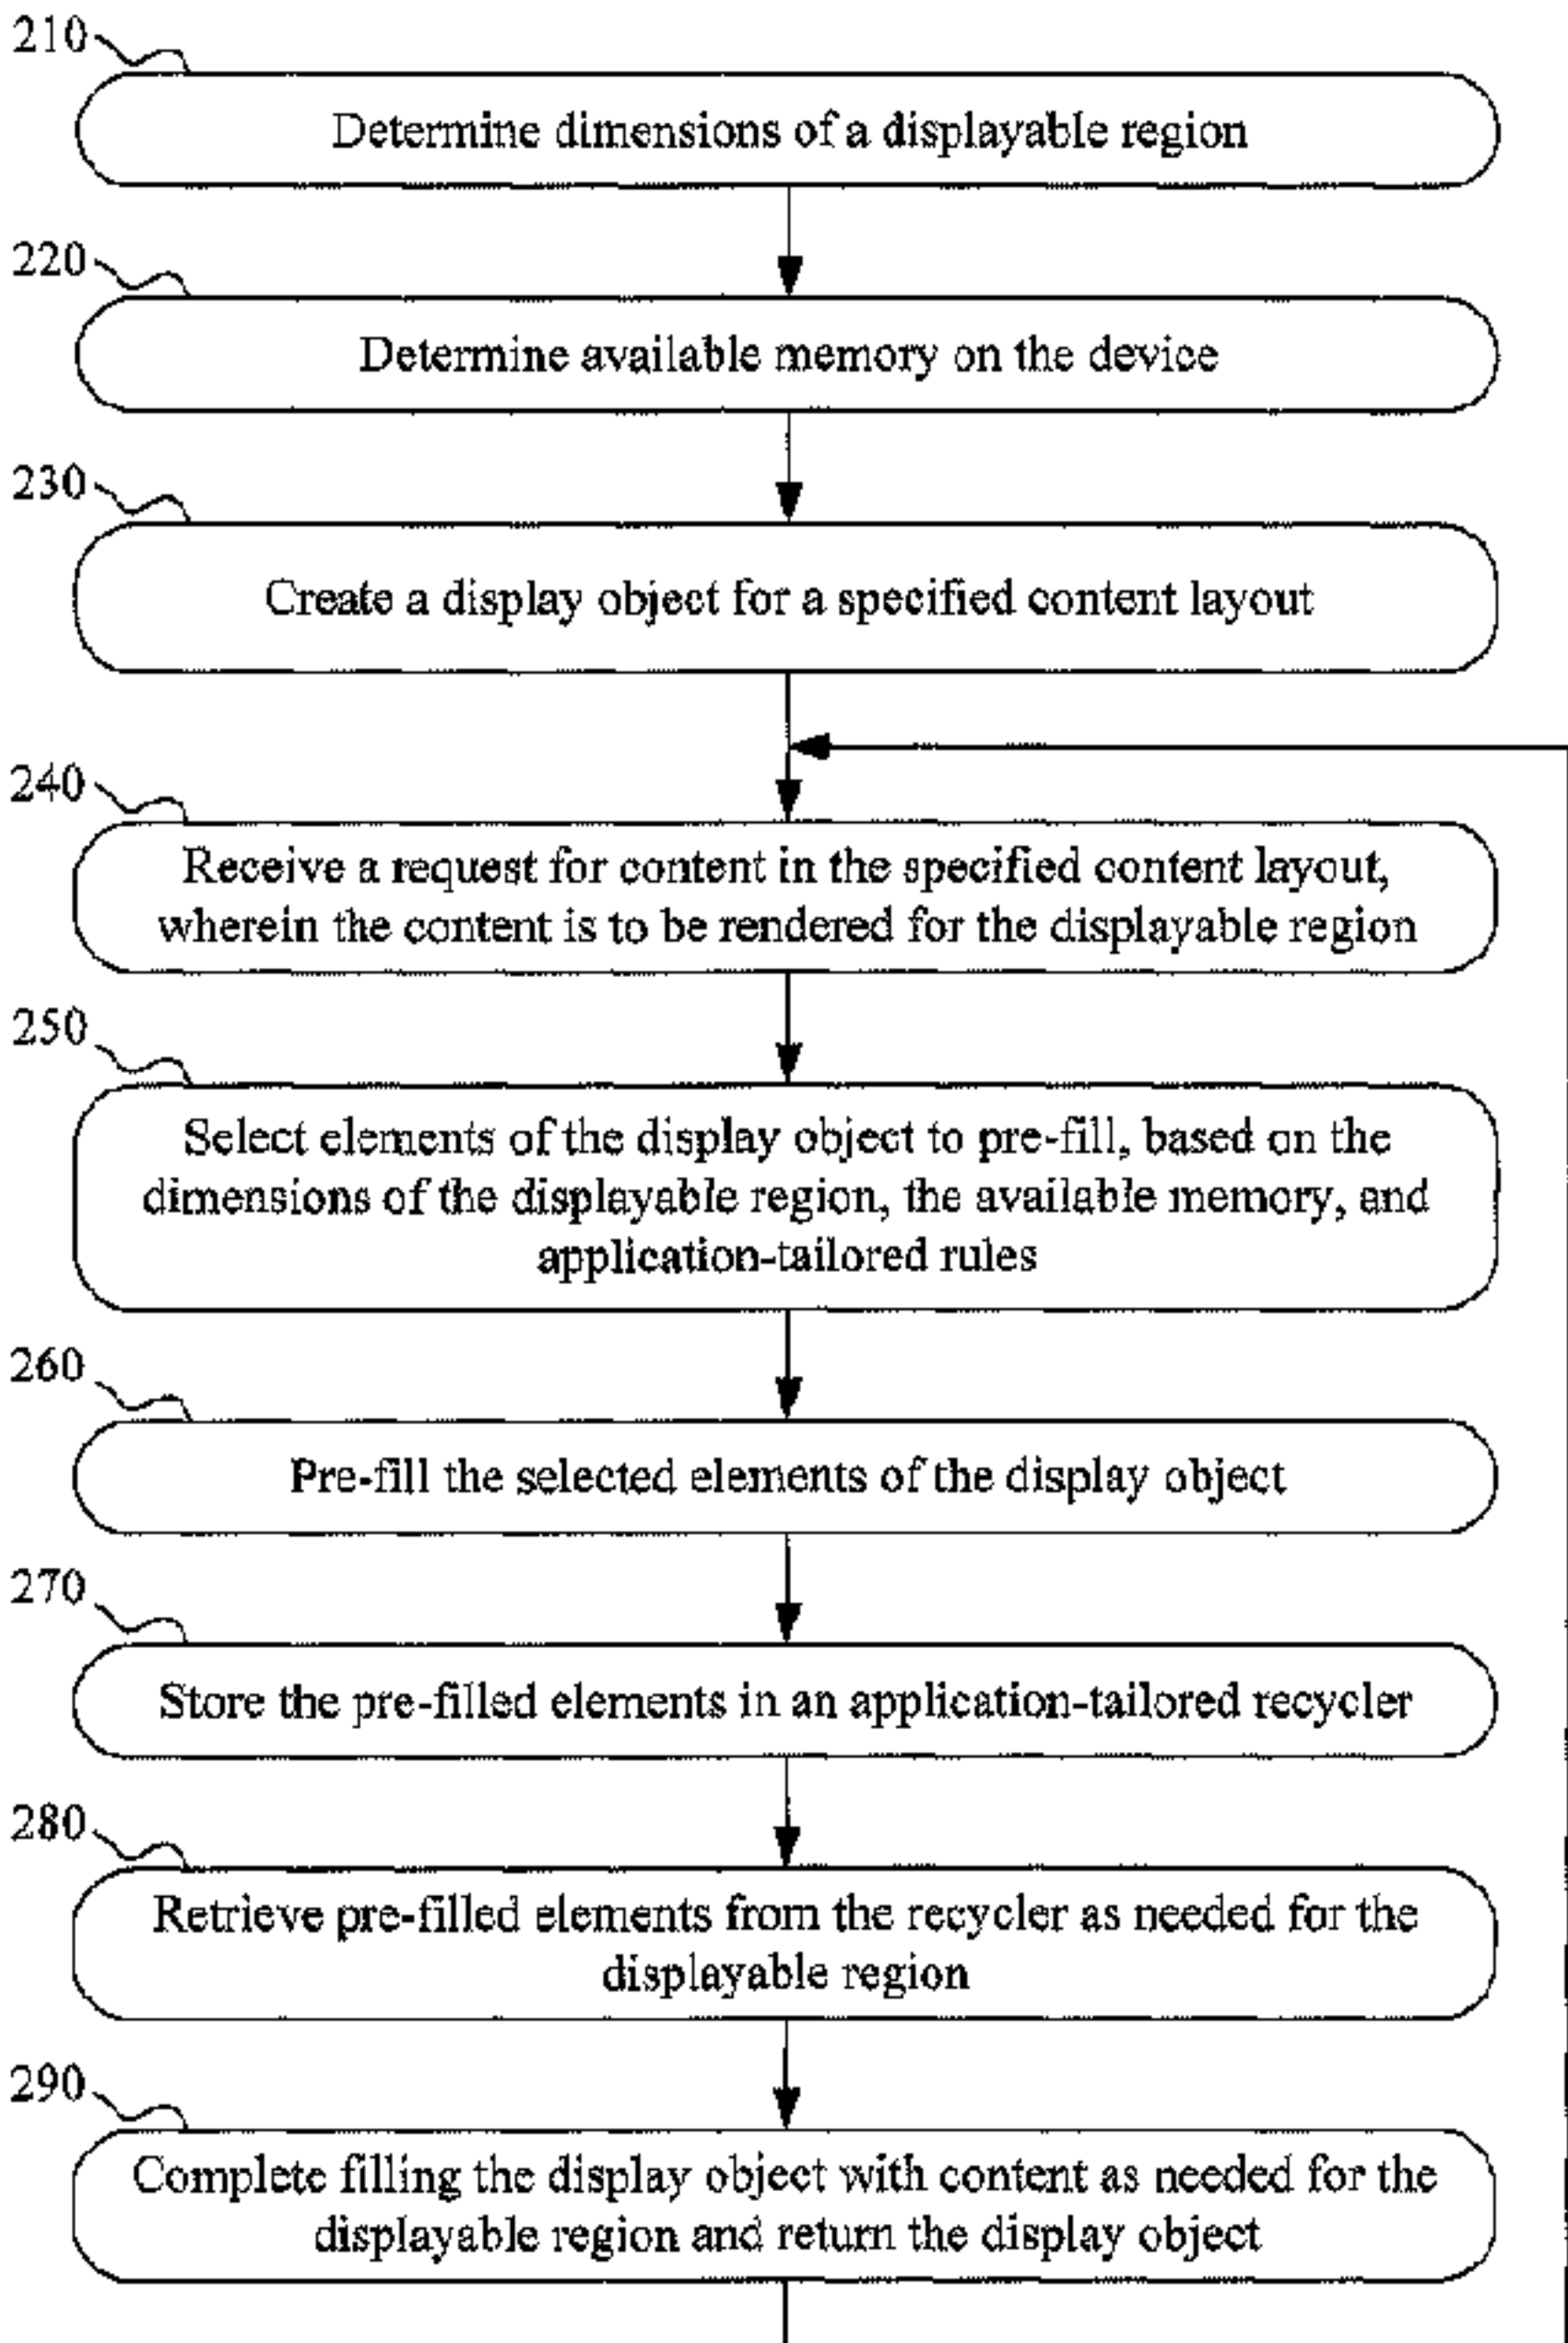 210
Determine dimensions of a displayable region
220
Determine available memory on the device
230
Create a display object for a specified content layout
240
Receive a request for content in the specified content layout,
wherein the content is to be rendered for the displayable region
250
Select elements of the display object to pre-fill, based on the
dimensions of the displayable region, the available memory, and
application-tailored rules
260
Pre-fill the selected elements of the display object
270
Store the pre-filled elements in an application-tailored recycler
280
Retrieve pre-filled elements from the recycler as needed for the
displayable region
290
Complete filling the display object with content as needed for the
displayable region and return the display object